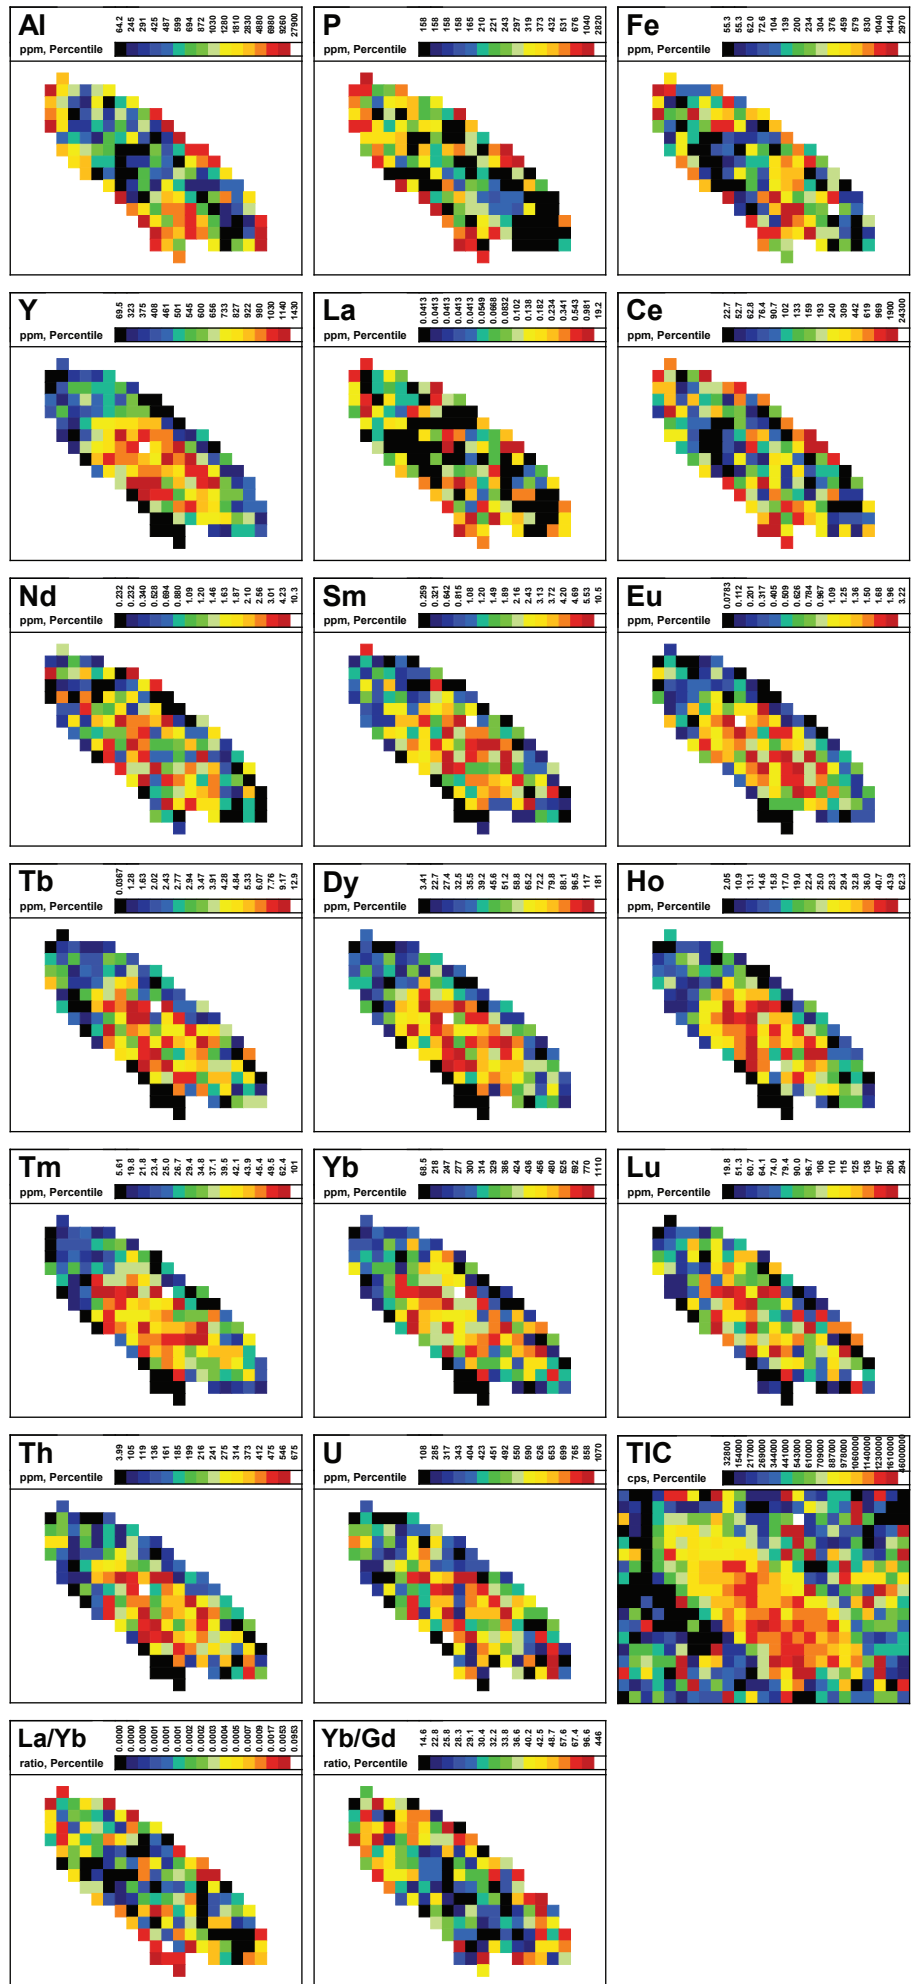 Al
64.2 245 291 425 487 599 694 872 1030 1280 1810 2830 4880 6980 9260 27900
ppm, Percentile
P
158 158 158 158 165 210 221 243 297 319 373 432 531 676 1040 2820
ppm, Percentile
Fe
55.3 55.3 62.0 72.6 104 139 200 234 304 376 459 579 830 1040 1440 2970
ppm, Percentile
Y
69.5 323 375 408 461 501 545 600 656 733 827 922 980 1030 1140 1430
ppm, Percentile
La
0.0413 0.0413 0.0413 0.0413 0.0413 0.0549 0.0668 0.0832 0.102 0.138 0.182 0.234 0.341 0.543 0.981 19.2
ppm, Percentile
Ce
22.7 52.7 62.8 76.4 90.7 102 133 159 193 240 309 442 619 969 1900 24300
ppm, Percentile
Nd
0.232 0.232 0.340 0.528 0.694 0.880 1.09 1.20 1.46 1.63 1.87 2.10 2.56 3.01 4.23 10.3
ppm, Percentile
Sm
0.259 0.321 0.642 0.815 1.08 1.20 1.49 1.89 2.16 2.43 3.13 3.72 4.20 4.69 5.53 10.5
ppm, Percentile
Eu
0.0783 0.112 0.201 0.317 0.405 0.509 0.626 0.784 0.967 1.09 1.25 1.36 1.50 1.68 1.96 3.22
ppm, Percentile
Tb
0.0367 1.28 1.63 2.02 2.43 2.77 2.94 3.47 3.91 4.28 4.84 5.33 6.07 7.76 9.17 12.9
ppm, Percentile
Dy
3.41 22.7 27.4 32.5 35.5 39.2 45.6 51.2 58.8 65.2 72.2 79.8 88.1 96.5 117 181
ppm, Percentile
Ho
2.05 10.9 13.1 14.6 15.8 17.0 19.0 22.4 25.0 28.3 29.4 32.8 36.0 40.7 43.9 62.3
ppm, Percentile
Tm
5.61 19.8 21.8 23.4 25.0 26.7 29.4 34.8 37.1 39.5 42.1 43.9 45.4 49.5 62.4 101
ppm, Percentile
Yb
68.5 218 247 277 300 314 329 386 424 436 456 480 525 592 770 1110
ppm, Percentile
Lu
19.8 51.3 60.7 64.1 74.0 79.4 90.0 96.7 106 110 115 125 136 157 206 294
ppm, Percentile
Th
3.99 105 119 136 161 185 199 216 241 275 314 373 412 475 546 675
ppm, Percentile
U
108 285 317 343 404 423 451 492 550 590 626 653 699 765 858 1070
ppm, Percentile
TIC
32800 154000 217000 269000 344000 441000 543000 610000 709000 887000 978000 1060000 1140000 1230000 1610000 4600000
cps, Percentile
La/Yb
0.0000 0.0000 0.0000 0.0001 0.0001 0.0001 0.0002 0.0002 0.0003 0.0004 0.0005 0.0007 0.0009 0.0017 0.0053 0.0953
ratio, Percentile
Yb/Gd
14.6 22.8 25.8 28.3 29.1 30.4 32.2 33.8 36.6 40.2 42.5 48.7 57.6 67.4 96.6 446
ratio, Percentile